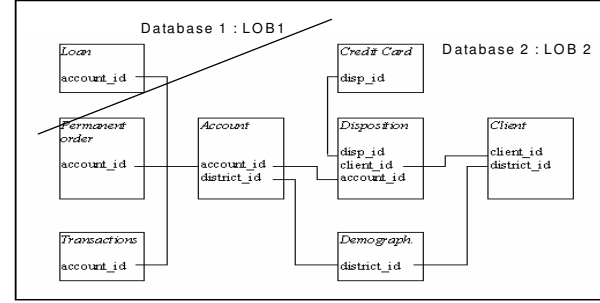 Database 1 : LOB1
Database 2 : LOB 2
Loan
account_id
Credit Card
disp_id
Permanent
order
account_id
Account
account_id
district_id
Disposition
disp_id
client_id
account_id
Client
client_id
district_id
Transactions
account_id
Demograph.
district_id